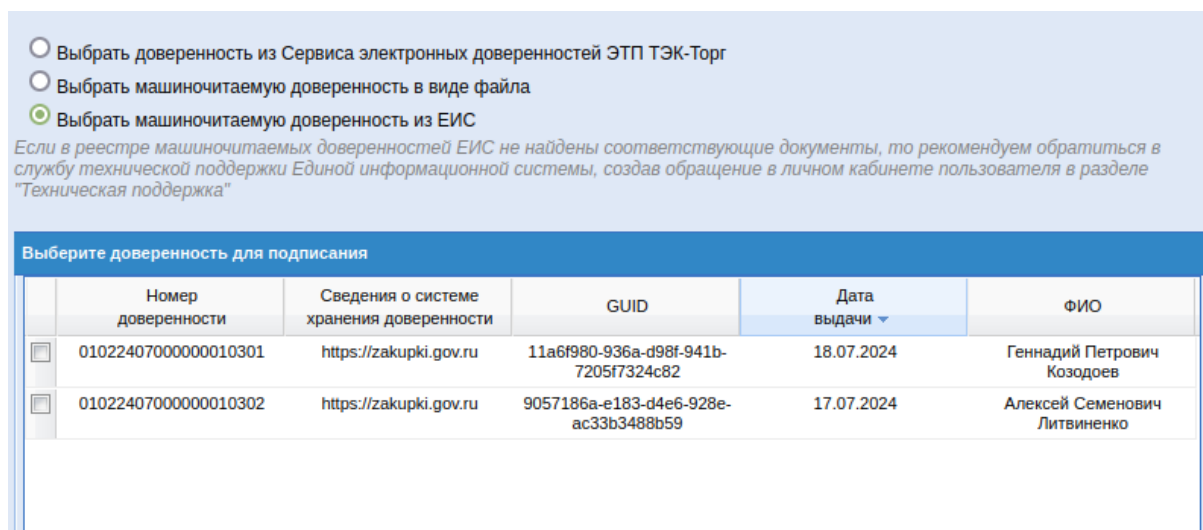 Выбрать доверенность из Сервиса электронных доверенностей ЭТП ТЭК-Торг
Выбрать машиночитаемую доверенность в виде файла
Выбрать машиночитаемую доверенность из ЕИС
Если в реестре машиночитаемых доверенностей ЕИС не найдены соответствующие документы, то рекомендуем обратиться в
службу технической поддержки Единой информационной системы, создав обращение в личном кабинете пользователя в разделе
"Техническая поддержка"
Выберите доверенность для подписания
Номер доверенности Сведения о системе хранения доверенности GUID Дата выдачи ФИО
01022407000000010301 https://zakupki.gov.ru 11a6f980-936a-d98f-941b- 18.07.2024 Геннадий Петрович
7205f7324c82 Козодоев
01022407000000010302 https://zakupki.gov.ru 9057186a-e183-d4e6-928e- 17.07.2024 Алексей Семенович
ac33b3488b59 Литвиненко